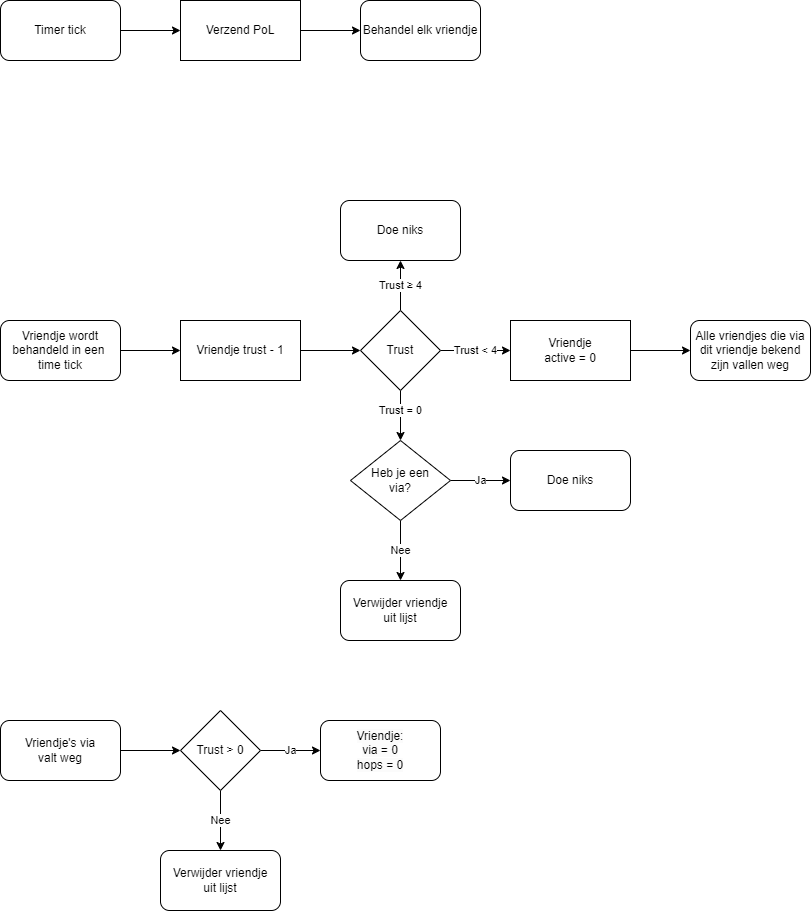 Timer tick
Verzend PoL
Behandel elk vriendje
Doe niks
Trust ≥ 4
Vriendje wordt
behandeld in een
time tick
Vriendje trust - 1
Trust
Trust < 4
Vriendje
active = 0
Alle vriendjes die via
dit vriendje bekend
zijn vallen weg
Trust = 0
Heb je een
via?
Ja
Doe niks
Nee
Verwijder vriendje
uit lijst
Vriendje's via
valt weg
Trust > 0
Ja
Vriendje:
via = 0
hops = 0
Nee
Verwijder vriendje
uit lijst